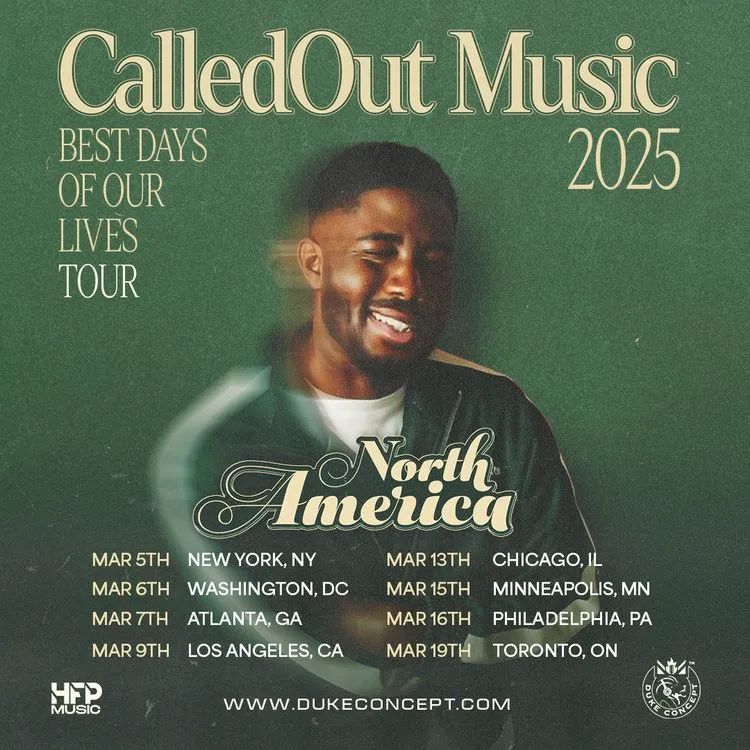 CalledOut Music
BEST DAYS
OF OUR
LIVES
TOUR
2025
North
America
MAR 5TH NEW YORK, NY
MAR 6TH WASHINGTON, DC
MAR 7TH ATLANTA, GA
MAR 9TH LOS ANGELES, CA
MAR 13TH CHICAGO, IL
MAR 15TH MINNEAPOLIS, MN
MAR 16TH PHILADELPHIA, PA
MAR 19TH TORONTO, ON
HFP
MUSIC
WWW.DUKECONCEPT.COM
DUKE CONCEPT
TM